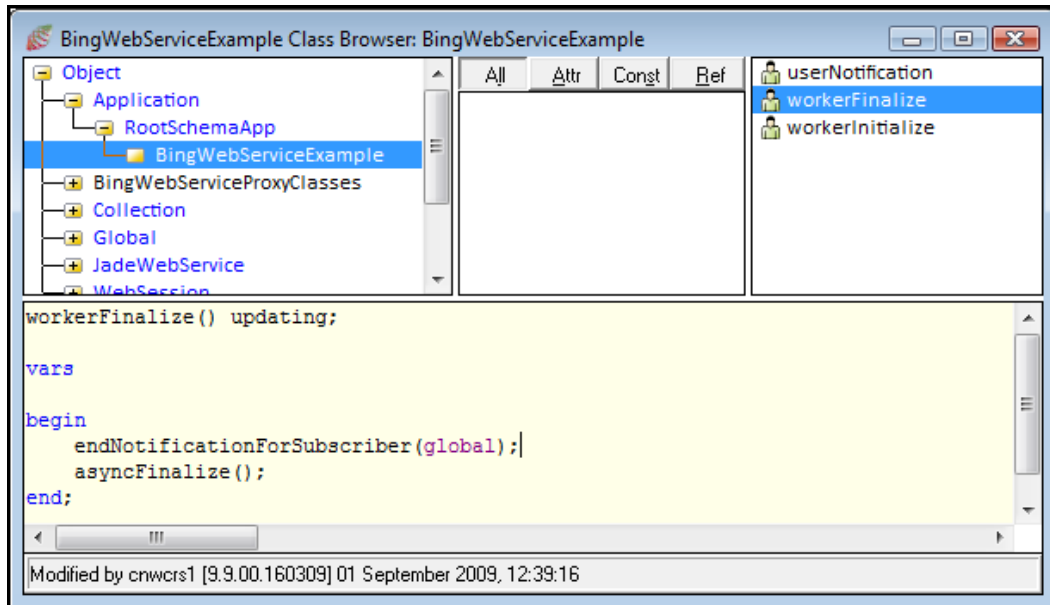 BingWebServiceExample Class Browser: BingWebServiceExample
Object
Application
RootSchemaApp
BingWebServiceExample
BingWebServiceProxyClasses
Collection
Global
JadeWebService
WebSession
All Attr Const Ref
userNotification
workerFinalize
workerInitialize
workerFinalize() updating;
vars
begin
endNotificationForSubscriber(global);
asyncFinalize();
end;
Modified by cnwcrs1 [9.9.00.160309] 01 September 2009, 12:39:16